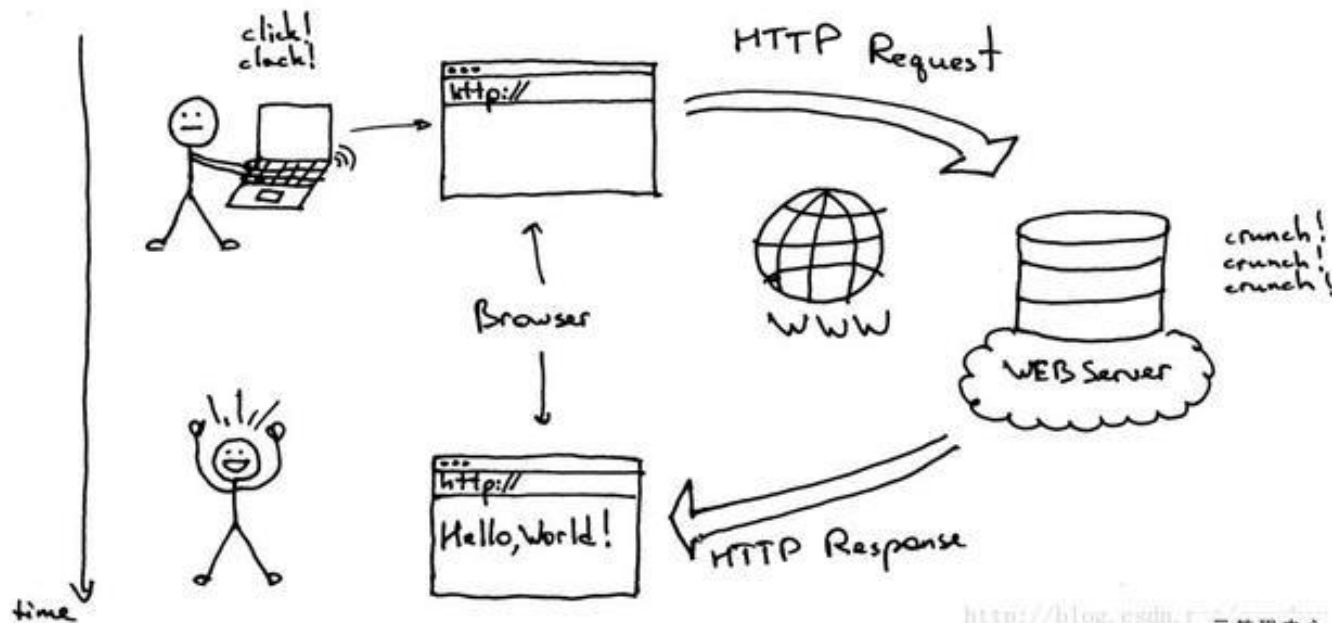 click!
clack!
HTTP Request
http://
crunch!
crunch!
crunch!
Browser
WWW
WEB Server
http://
Hello, World!
HTTP Response
time